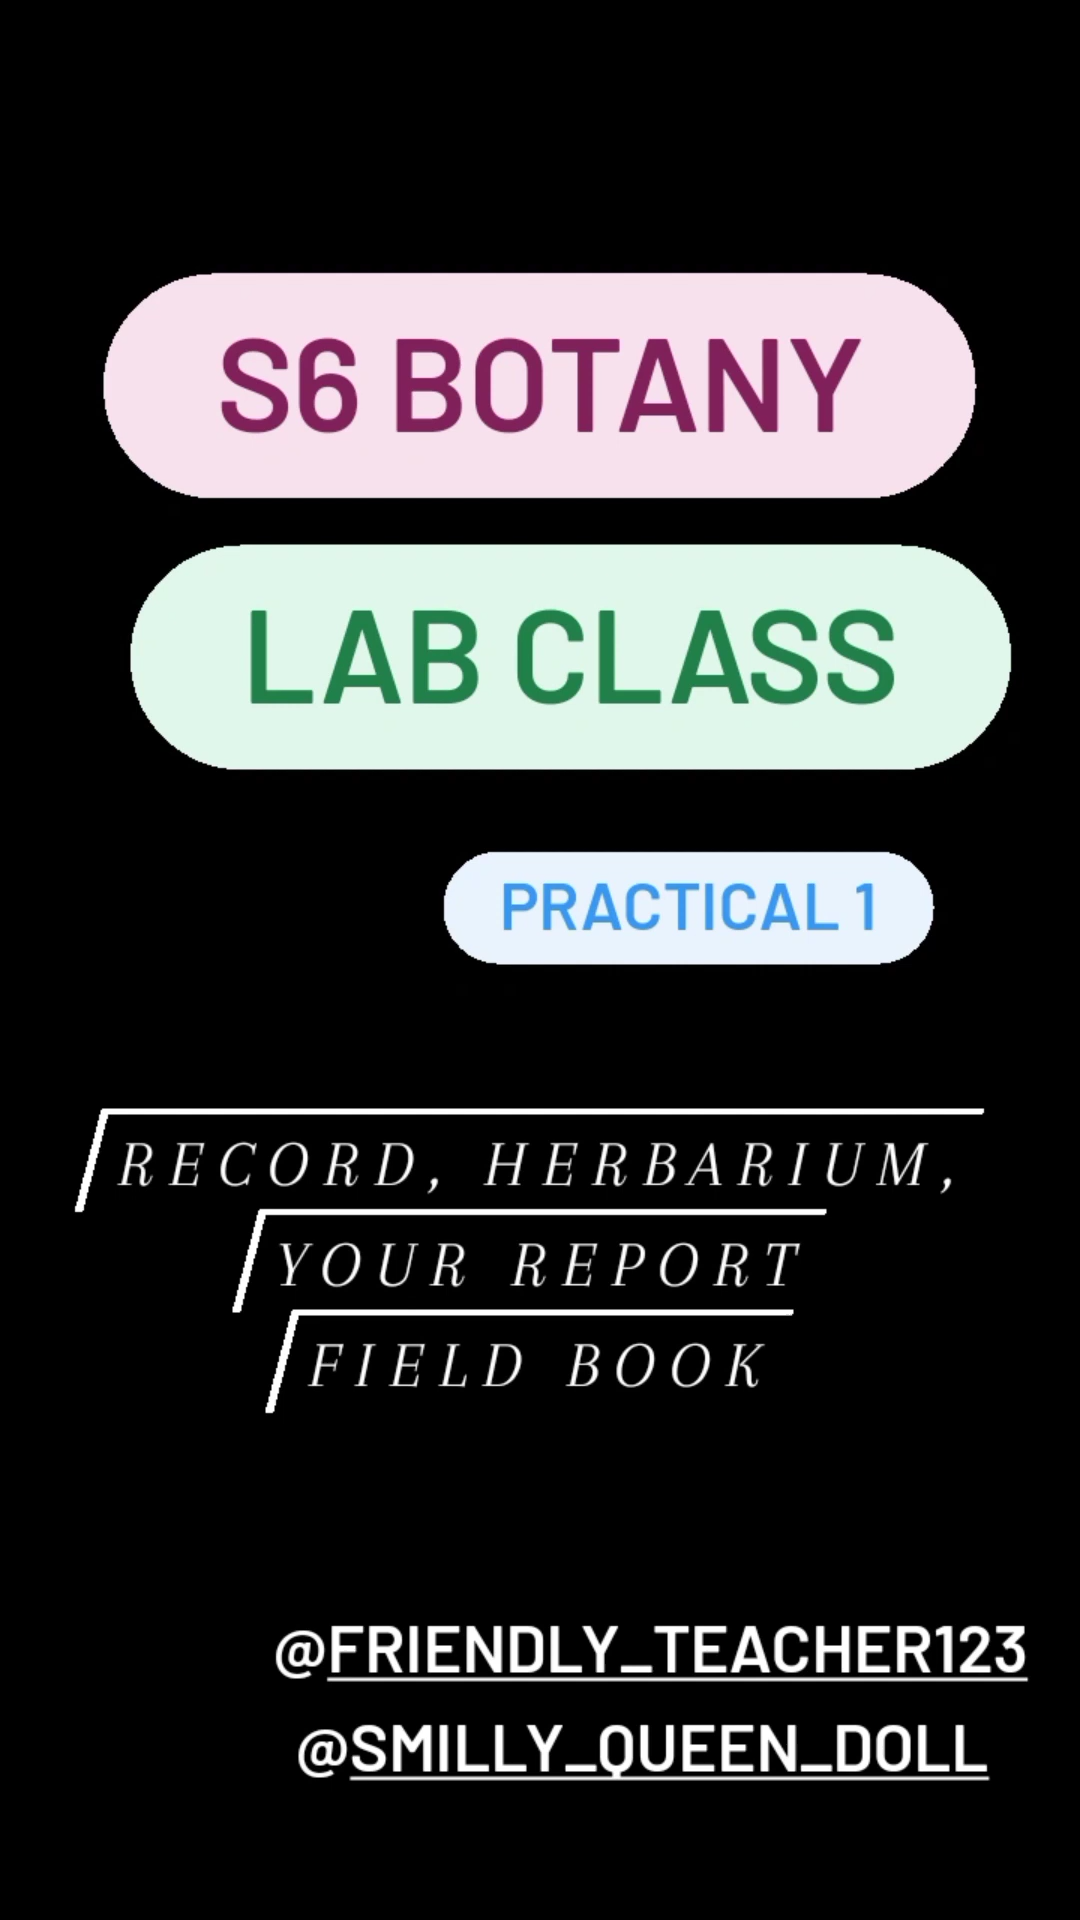 S6 BOTANY
LAB CLASS
PRACTICAL 1
RECORD, HERBARIUM,
YOUR REPORT
FIELD BOOK
@FRIENDLY_TEACHER123
@SMILLY_QUEEN_DOLL